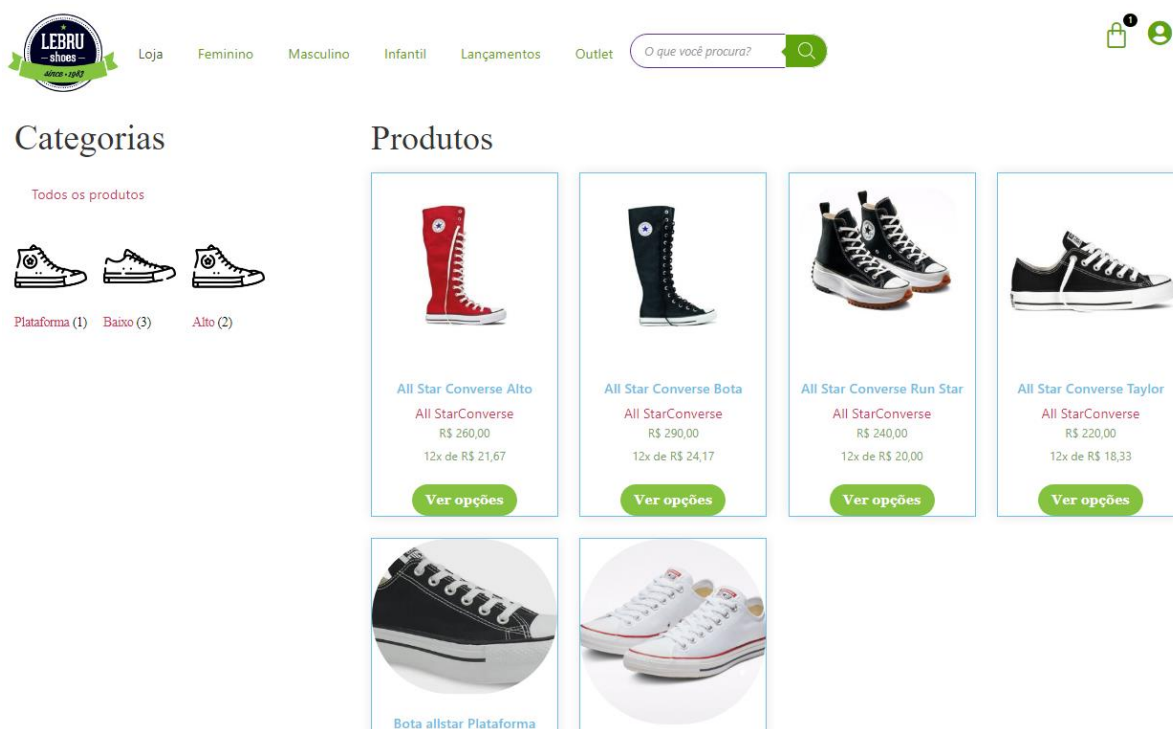 LEBRU
shoes
since • 1983
Loja Feminino Masculino Infantil Lançamentos Outlet O que você procura? 1
Categorias
Todos os produtos
Plataforma (1) Baixo (3) Alto (2)
Produtos
All Star Converse Alto
All StarConverse
R$ 260,00
12x de R$ 21,67
Ver opções
All Star Converse Bota
All StarConverse
R$ 290,00
12x de R$ 24,17
Ver opções
All Star Converse Run Star
All StarConverse
R$ 240,00
12x de R$ 20,00
Ver opções
All Star Converse Taylor
All StarConverse
R$ 220,00
12x de R$ 18,33
Ver opções
Bota allstar Plataforma